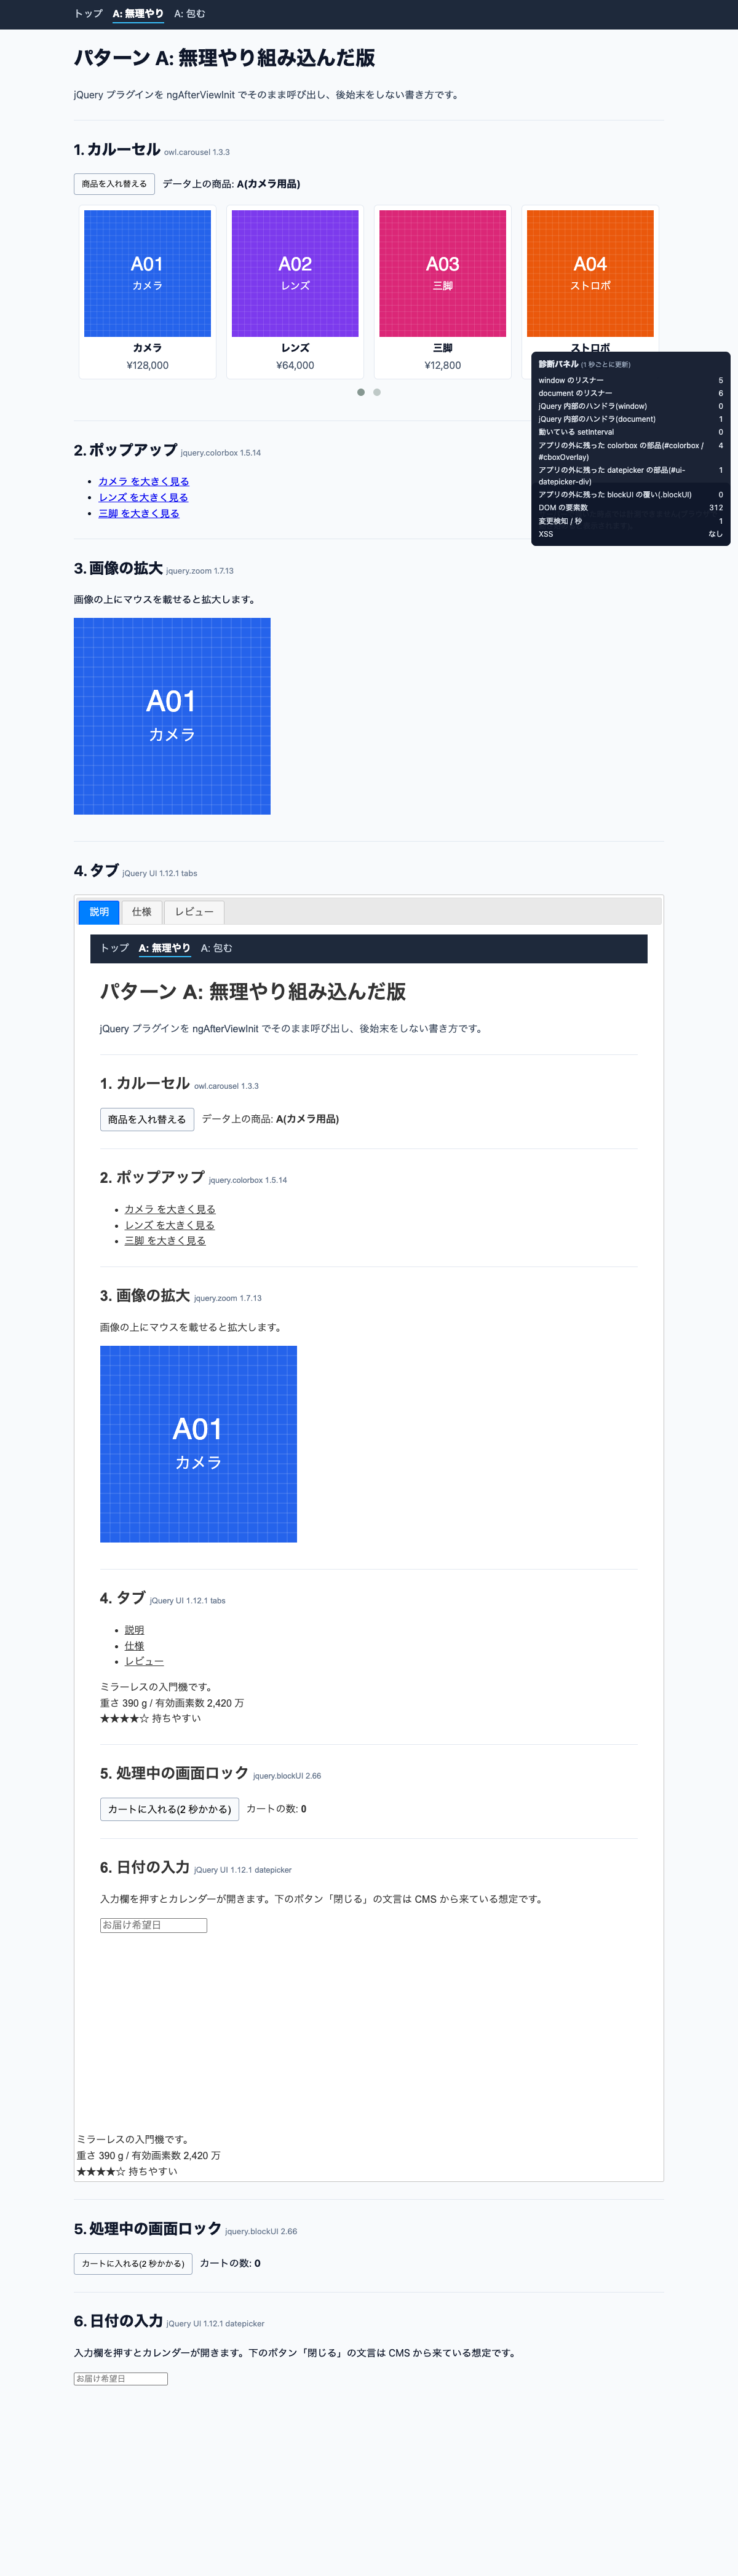 トップ A: 無理やり A: 包む
パターン A: 無理やり組み込んだ版
jQuery プラグインを ngAfterViewInit でそのまま呼び出し、後始末をしない書き方です。
1. カルーセル owl.carousel 1.3.3
商品を入れ替える データ上の商品: A(カメラ用品)
A01
カメラ
カメラ
¥128,000
A02
レンズ
レンズ
¥64,000
A03
三脚
三脚
¥12,800
A04
ストロボ
ストロボ
診断パネル (1 秒ごとに更新)
window のリスナー 5
document のリスナー 6
jQuery 内部のハンドラ(window) 0
jQuery 内部のハンドラ(document) 1
動いている setInterval 0
アプリの外に残った colorbox の部品(#colorbox / 4
#cboxOverlay)
アプリの外に残った datepicker の部品(#ui- 1
datepicker-div)
アプリの外に残った blockUI の覆い(.blockUI) 0
DOM の要素数 312
変更検知 / 秒 1
XSS なし
2. ポップアップ jquery.colorbox 1.5.14
カメラ を大きく見る
レンズ を大きく見る
三脚 を大きく見る
3. 画像の拡大 jquery.zoom 1.7.13
画像の上にマウスを載せると拡大します。
A01
カメラ
4. タブ jQuery UI 1.12.1 tabs
説明 仕様 レビュー
トップ A: 無理やり A: 包む
パターン A: 無理やり組み込んだ版
jQuery プラグインを ngAfterViewInit でそのまま呼び出し、後始末をしない書き方です。
1. カルーセル owl.carousel 1.3.3
商品を入れ替える データ上の商品: A(カメラ用品)
2. ポップアップ jquery.colorbox 1.5.14
カメラ を大きく見る
レンズ を大きく見る
三脚 を大きく見る
3. 画像の拡大 jquery.zoom 1.7.13
画像の上にマウスを載せると拡大します。
A01
カメラ
4. タブ jQuery UI 1.12.1 tabs
説明
仕様
レビュー
ミラーレスの入門機です。
重さ 390 g / 有効画素数 2,420 万
★★★★☆ 持ちやすい
5. 処理中の画面ロック jquery.blockUI 2.66
カートに入れる(2 秒かかる) カートの数: 0
6. 日付の入力 jQuery UI 1.12.1 datepicker
入力欄を押すとカレンダーが開きます。下のボタン「閉じる」の文言は CMS から来ている想定です。
お届け希望日
ミラーレスの入門機です。
重さ 390 g / 有効画素数 2,420 万
★★★★☆ 持ちやすい
5. 処理中の画面ロック jquery.blockUI 2.66
カートに入れる(2 秒かかる) カートの数: 0
6. 日付の入力 jQuery UI 1.12.1 datepicker
入力欄を押すとカレンダーが開きます。下のボタン「閉じる」の文言は CMS から来ている想定です。
お届け希望日